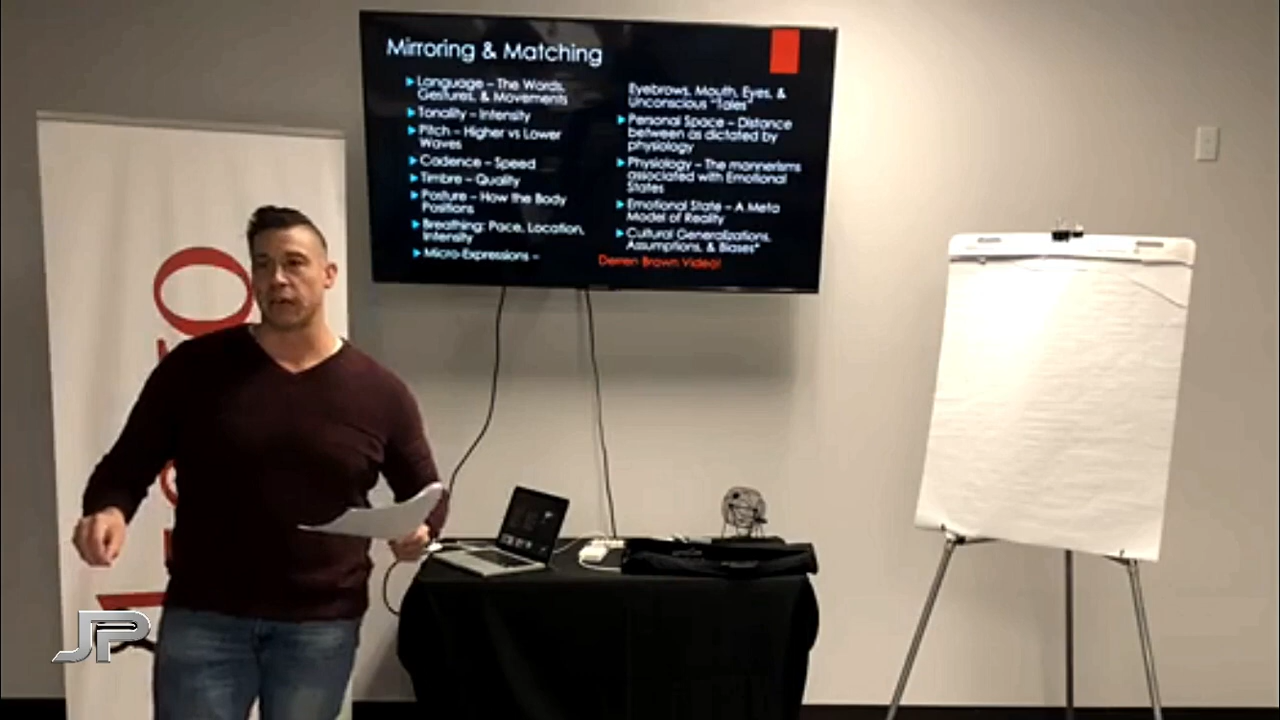 Mirroring & Matching
Language – The Words,
Gestures, & Movements
Tonality – Intensity
Pitch – Higher vs Lower
Waves
Cadence – Speed
Timbre – Quality
Posture – How the Body
Positions
Breathing: Pace, Location,
Intensity
Micro-Expressions –
Eyebrows, Mouth, Eyes, &
Unconscious "Tales"
Personal Space – Distance
between as dictated by
physiology
Physiology – The mannerisms
associated with Emotional
States
Emotional State – A Meta
Model of Reality
Cultural Generalizations,
Assumptions, & Biases*
Derren Brown Video!
JP